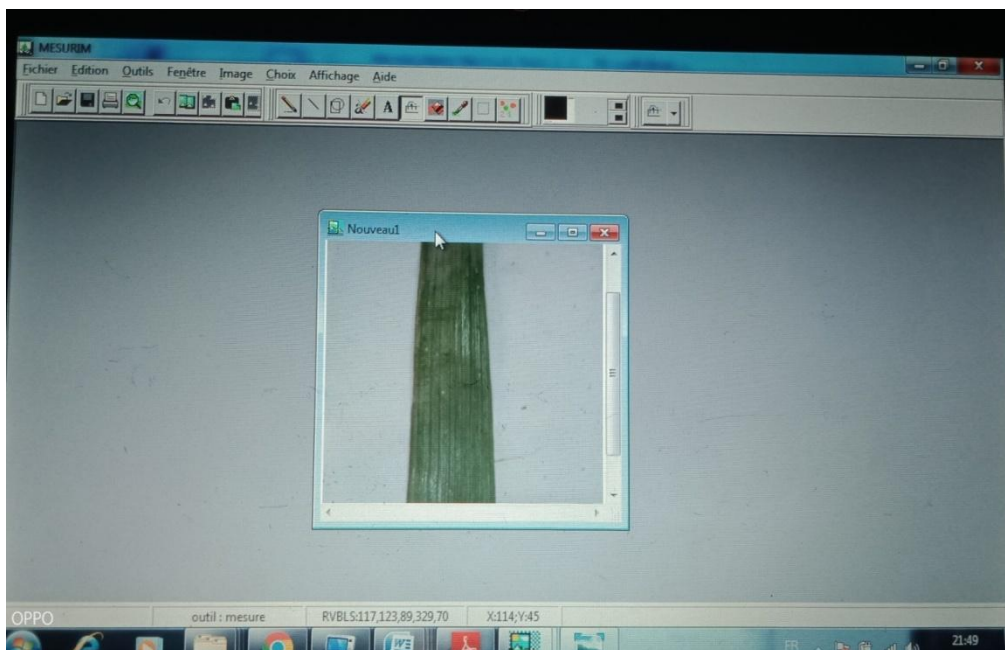 MESURIM
Fichier Edition Outils Fenêtre Image Choix Affichage Aide
A
Nouveau1
OPPO
outil : mesure RVBLS:117,123,89,329,70 X:114;Y:45
W
FR
21:49